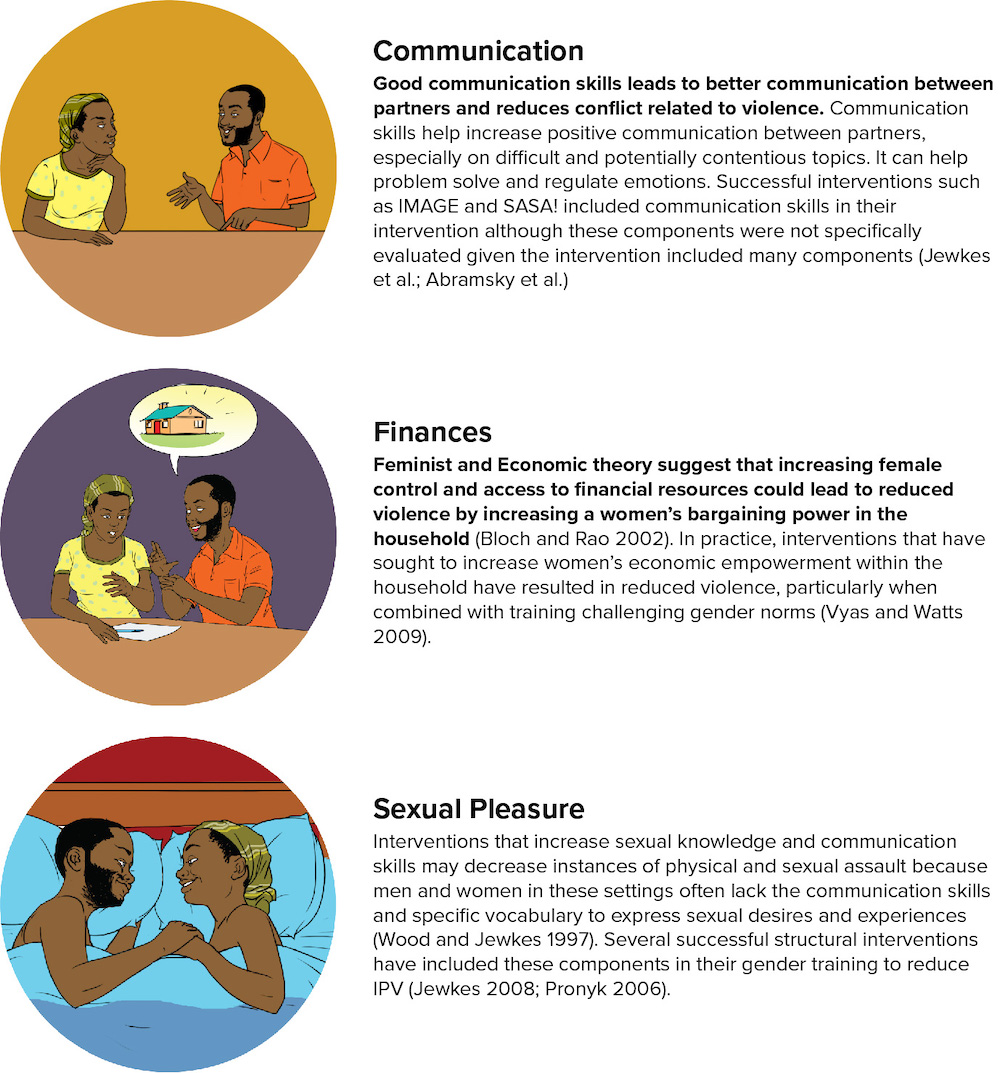 Communication
Good communication skills leads to better communication between
partners and reduces conflict related to violence. Communication
skills help increase positive communication between partners,
especially on difficult and potentially contentious topics. It can help
problem solve and regulate emotions. Successful interventions such
as IMAGE and SASA! included communication skills in their
intervention although these components were not specifically
evaluated given the intervention included many components (Jewkes
et al.; Abramsky et al.)
Finances
Feminist and Economic theory suggest that increasing female
control and access to financial resources could lead to reduced
violence by increasing a women’s bargaining power in the
household (Bloch and Rao 2002). In practice, interventions that have
sought to increase women’s economic empowerment within the
household have resulted in reduced violence, particularly when
combined with training challenging gender norms (Vyas and Watts
2009).
Sexual Pleasure
Interventions that increase sexual knowledge and communication
skills may decrease instances of physical and sexual assault because
men and women in these settings often lack the communication skills
and specific vocabulary to express sexual desires and experiences
(Wood and Jewkes 1997). Several successful structural interventions
have included these components in their gender training to reduce
IPV (Jewkes 2008; Pronyk 2006).